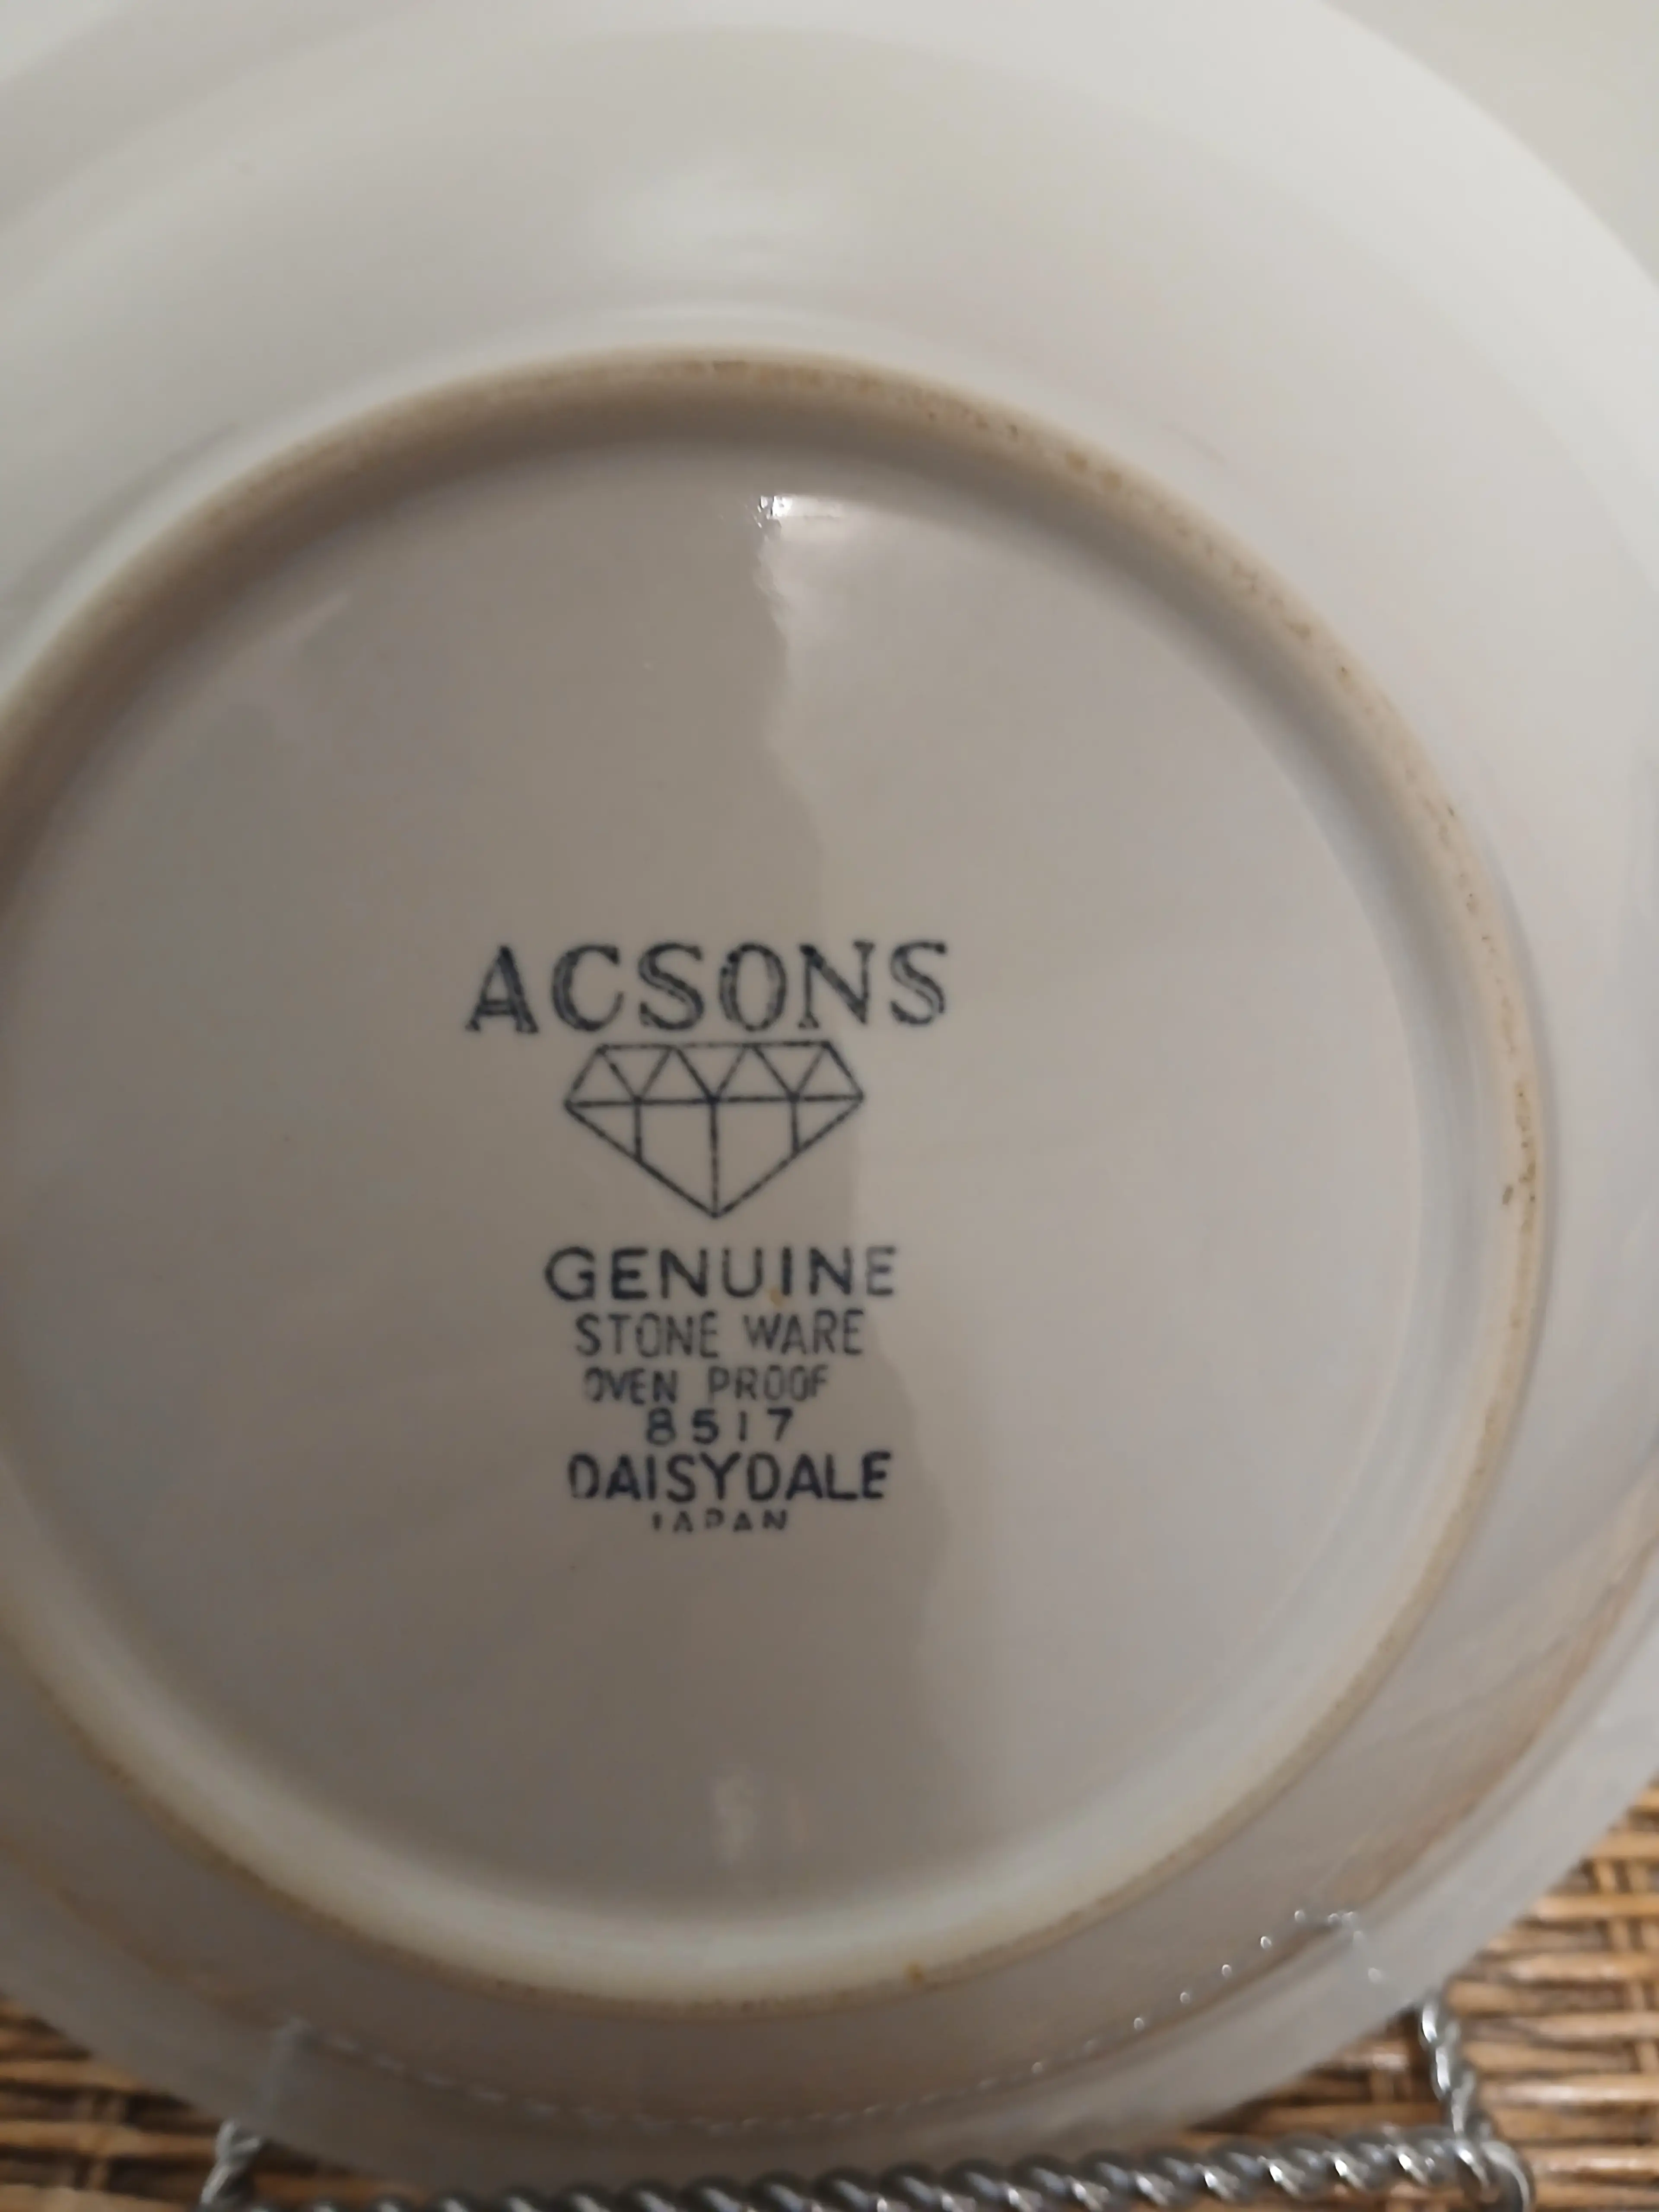 ACSONS
GENUINE
STONE WARE
OVEN PROOF
8517
DAISYDALE
JAPAN